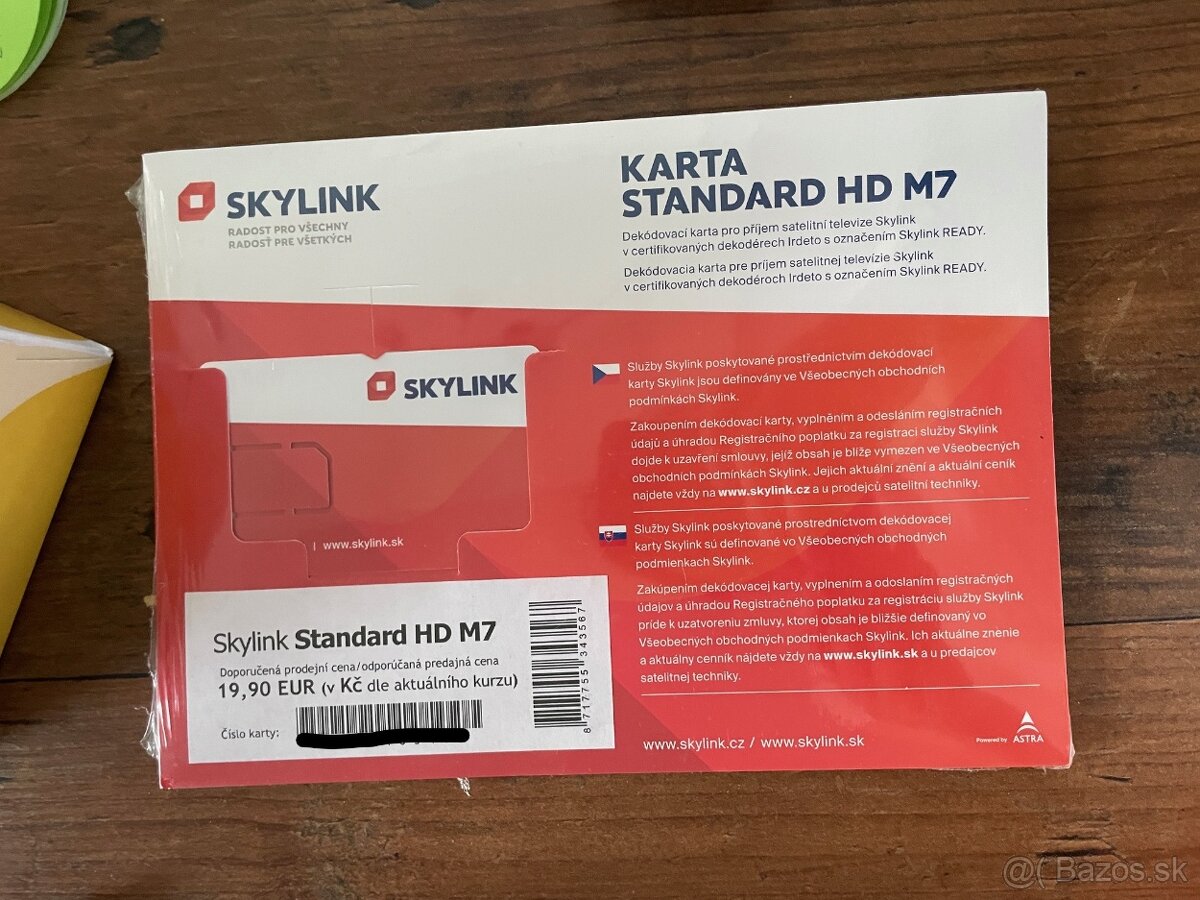 SKYLINK
RADOST PRO VŠECHNY
RADOSŤ PRE VŠETKÝCH
KARTA
STANDARD HD M7
Dekódovací karta pro příjem satelitní televize Skylink
v certifikovaných dekodérech Irdeto s označením Skylink READY.
Dekódovacia karta pre príjem satelitnej televízie Skylink
v certifikovaných dekodéroch Irdeto s označením Skylink READY.
SKYLINK
www.skylink.sk
Služby Skylink poskytované prostřednictvím dekódovací
karty Skylink jsou definovány ve Všeobecných obchodních
podmínkách Skylink.
Zakoupením dekódovací karty, vyplněním a odesláním registračních
údajů a úhradou Registračního poplatku za registraci služby Skylink
dojde k uzavření smlouvy, jejíž obsah je blíže vymezen ve Všeobecných
obchodních podmínkách Skylink. Jejich aktuální znění a aktuální ceník
najdete vždy na www.skylink.cz a u prodejců satelitní techniky.
Služby Skylink poskytované prostredníctvom dekódovacej
karty Skylink sú definované vo Všeobecných obchodných
podmienkach Skylink.
Zakúpením dekódovacej karty, vyplnením a odoslaním registračných
údajov a úhradou Registračného poplatku za registráciu služby Skylink
príde k uzatvoreniu zmluvy, ktorej obsah je bližšie definovaný vo
Všeobecných obchodných podmienkach Skylink. Ich aktuálne znenie
a aktuálny cenník nájdete vždy na www.skylink.sk a u predajcov
satelitnej techniky.
Skylink Standard HD M7
Doporučená prodejní cena/odporúčaná predajná cena
19,90 EUR (v Kč dle aktuálního kurzu)
Číslo karty:
8 717755 343567
www.skylink.cz / www.skylink.sk
Powered by ASTRA
@( Bazos.sk